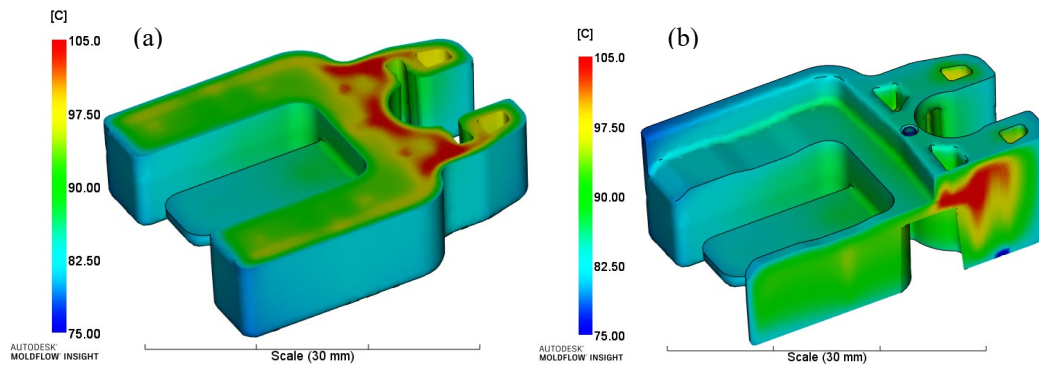 [C]
105.0
(a)
97.50
90.00
82.50
75.00
AUTODESK®
MOLDFLOW® INSIGHT
Scale (30 mm)
[C]
105.0
(b)
97.50
90.00
82.50
75.00
AUTODESK®
MOLDFLOW® INSIGHT
Scale (30 mm)